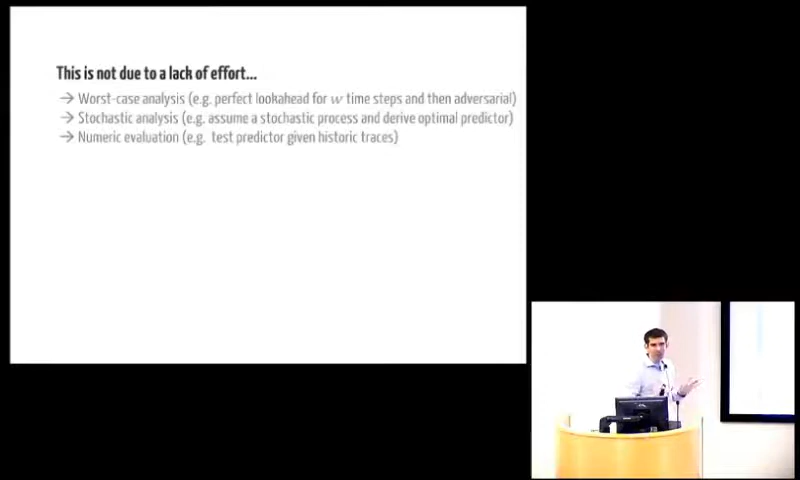 This is not due to a lack of effort...
→ Worst-case analysis (e.g. perfect lookahead for w time steps and then adversarial)
→ Stochastic analysis (e.g. assume a stochastic process and derive optimal predictor)
→ Numeric evaluation (e.g. test predictor given historic traces)